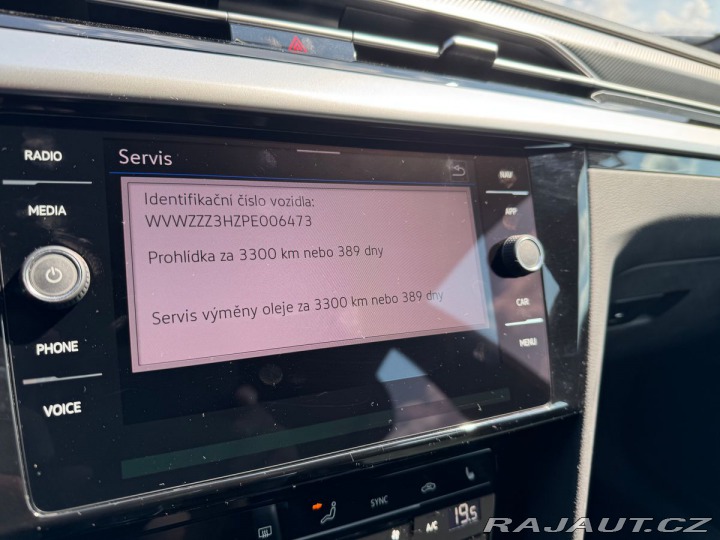 RADIO
MEDIA
PHONE
VOICE
Servis
Identifikační číslo vozidla:
WVWZZZ3HZPE006473
Prohlídka za 3300 km nebo 389 dny
Servis výměny oleje za 3300 km nebo 389 dny
NAV
APP
CAR
MENU
SYNC
A/C
19.5
RAJAUT.CZ